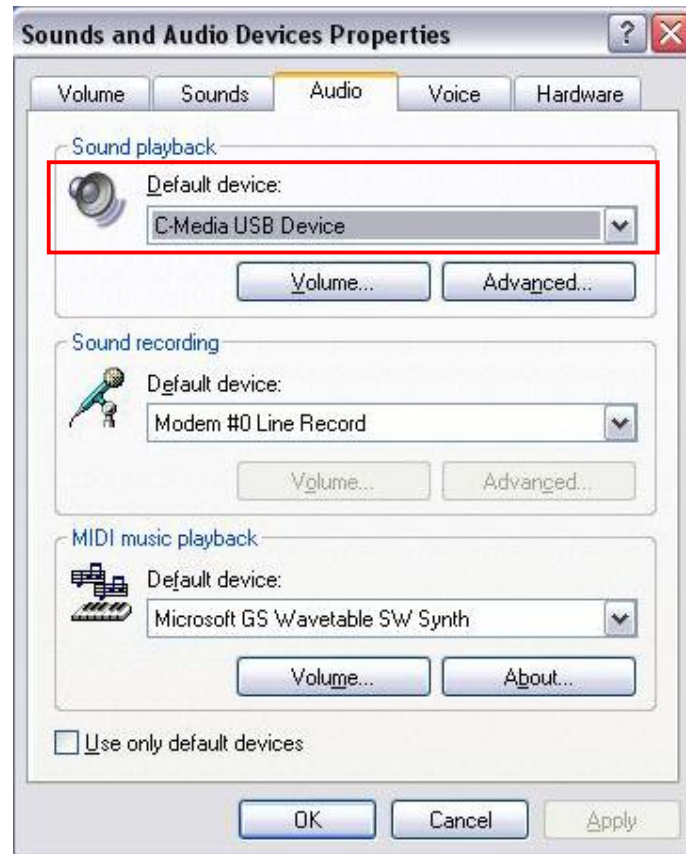 Sounds and Audio Devices Properties
Volume Sounds Audio Voice Hardware
Sound playback
Default device:
C-Media USB Device
Volume... Advanced...
Sound recording
Default device:
Modem #0 Line Record
Volume... Advanced...
MIDI music playback
Default device:
Microsoft GS Wavetable SW Synth
Volume... About...
Use only default devices
OK Cancel Apply